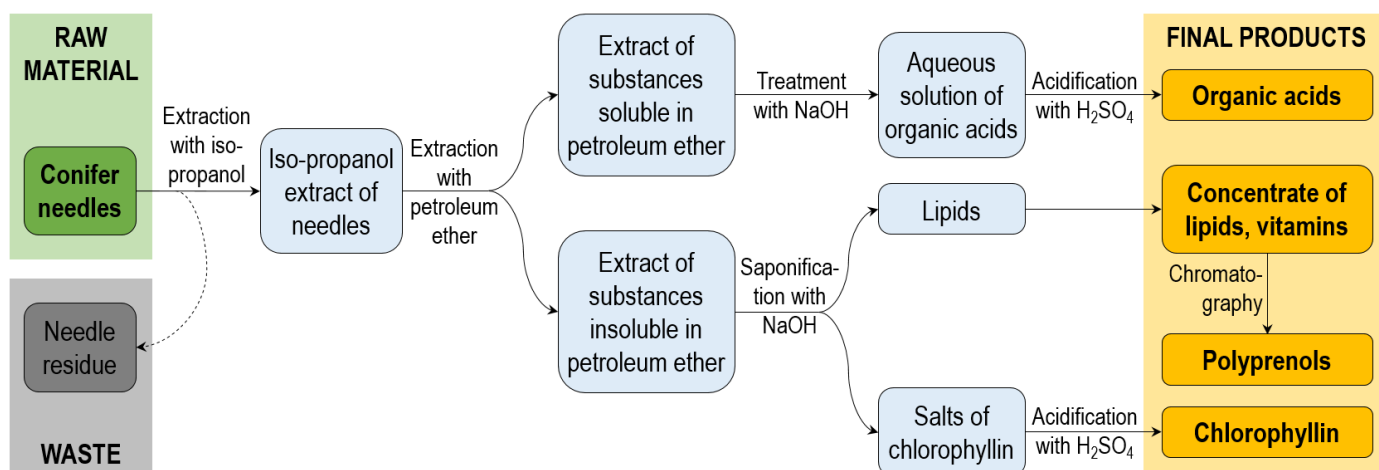 RAW
MATERIAL
Conifer
needles
Extraction
with iso-
propanol
Iso-propanol
extract of
needles
Extraction
with
petroleum
ether
Extract of
substances
soluble in
petroleum ether
Treatment
with NaOH
Aqueous
solution of
organic acids
Acidification
with H₂SO₄
FINAL PRODUCTS
Organic acids
Extract of
substances
insoluble in
petroleum ether
Saponifica-
tion with
NaOH
Lipids
Concentrate of
lipids, vitamins
Chromato-
graphy
Polyprenols
Salts of
chlorophyllin
Acidification
with H₂SO₄
Chlorophyllin
Needle
residue
WASTE